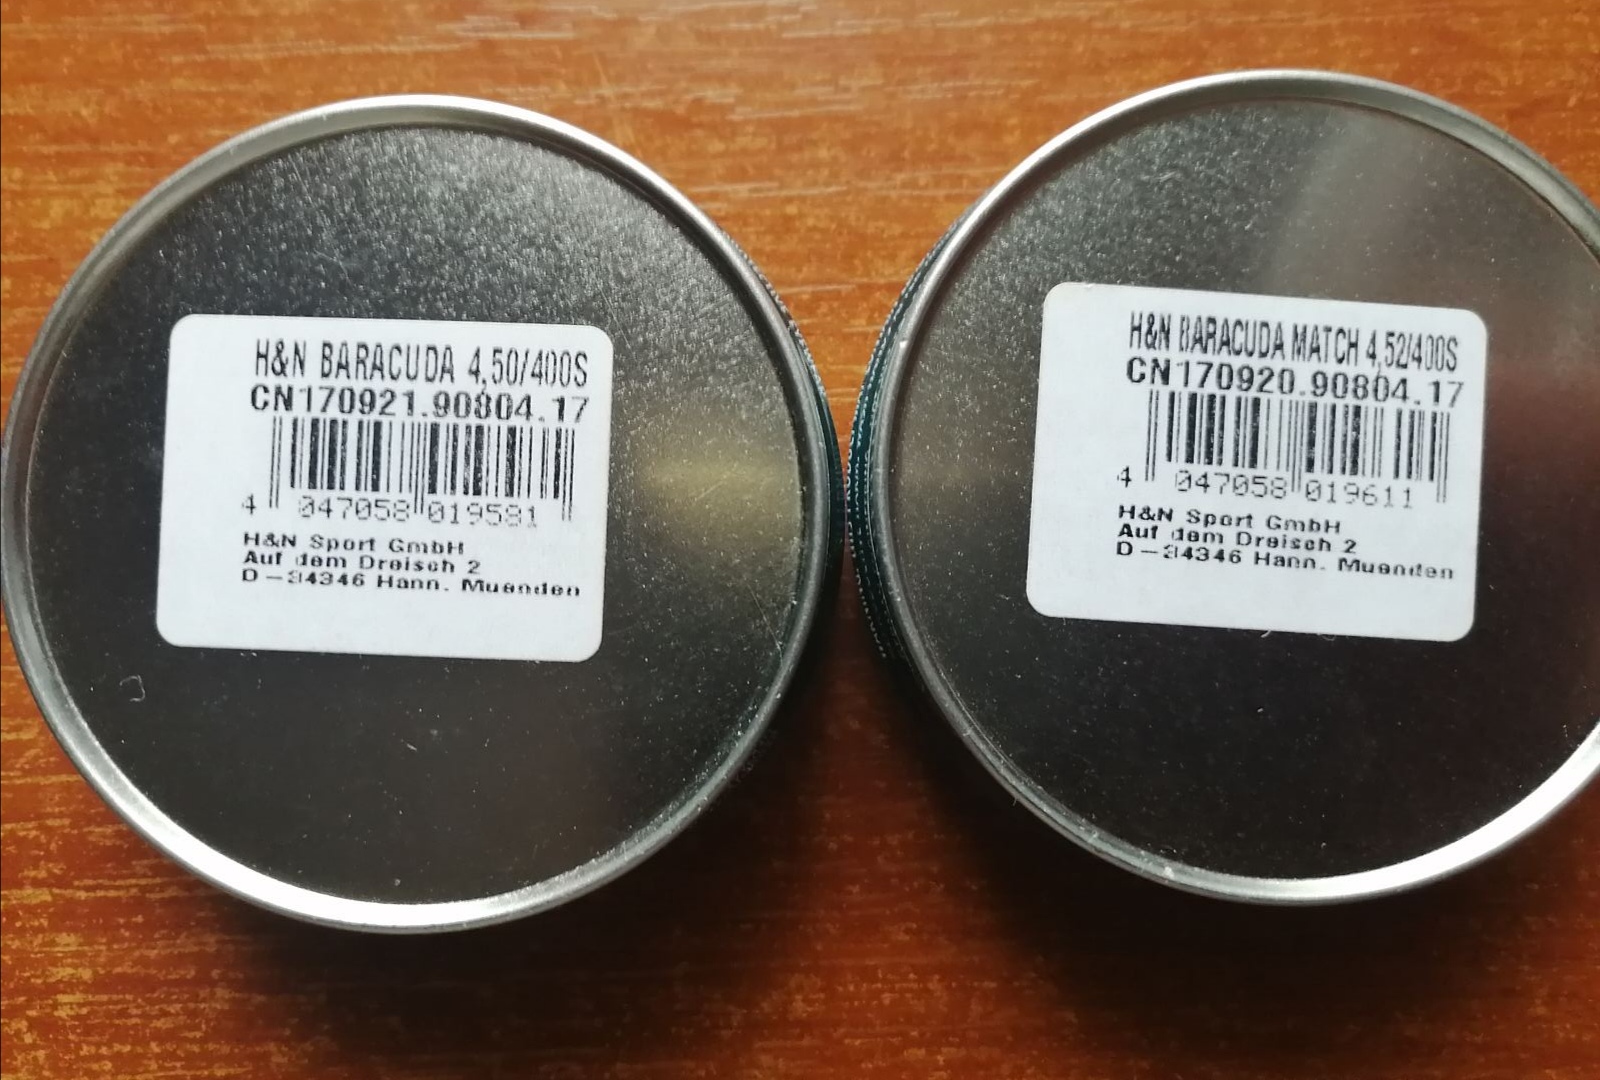 H&N BARACUDA 4,50/400S
CN170921.90804.17
4 047058 019581
H&N Sport GmbH
Auf dem Dreisch 2
D-34346 Hann. Muenden
H&N BARACUDA MATCH 4,52/400S
CN170920.90804.17
4 047058 019611
H&N Sport GmbH
Auf dem Dreisch 2
D-34346 Hann. Muenden